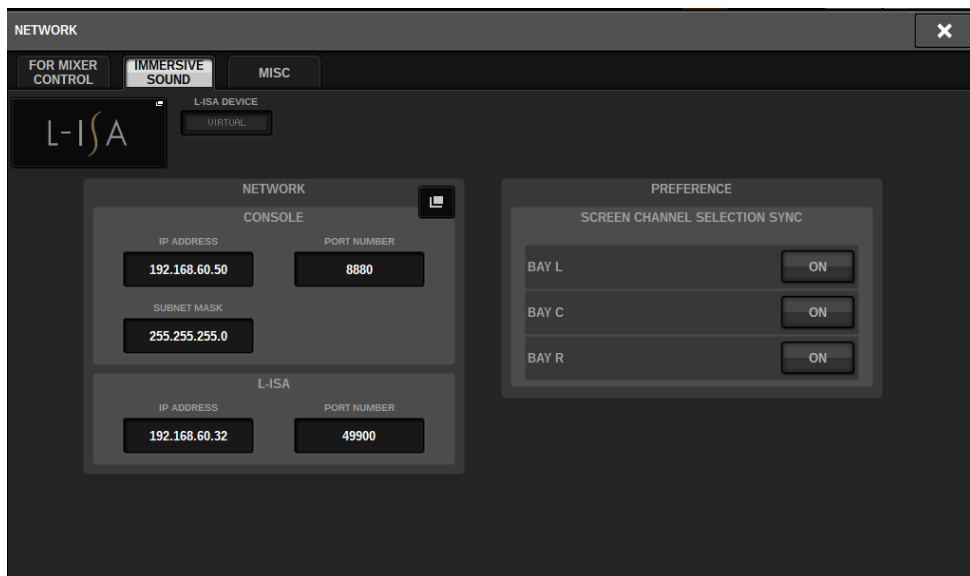 NETWORK
FOR MIXER
CONTROL
IMMERSIVE
SOUND
MISC
L-ISA
L-ISA DEVICE
VIRTUAL
NETWORK
CONSOLE
IP ADDRESS
PORT NUMBER
192.168.60.50
8880
SUBNET MASK
255.255.255.0
L-ISA
IP ADDRESS
PORT NUMBER
192.168.60.32
49900
PREFERENCE
SCREEN CHANNEL SELECTION SYNC
BAY L
ON
BAY C
ON
BAY R
ON